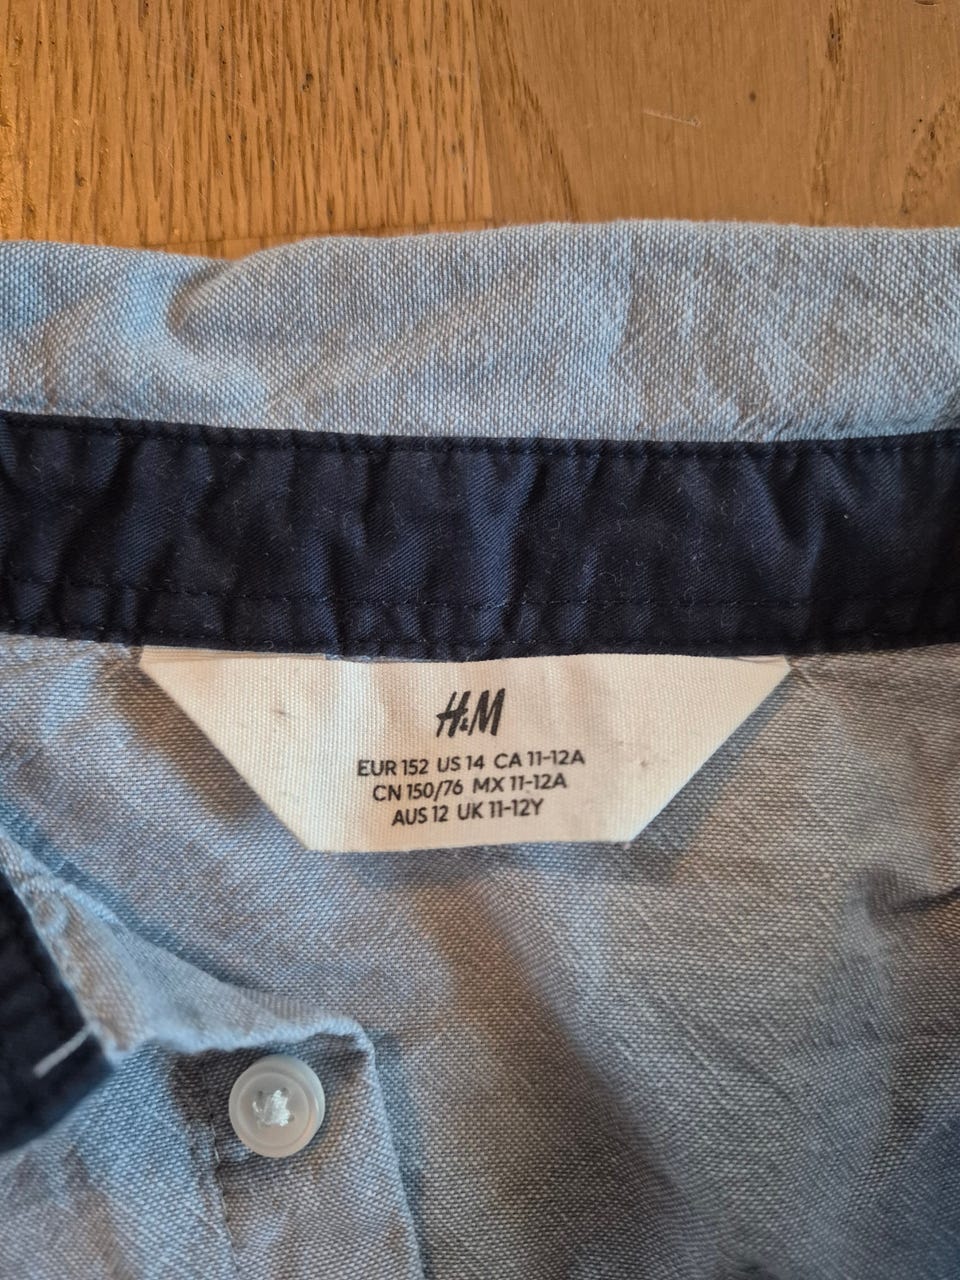 H&M
EUR 152 US 14 CA 11-12A
CN 150/76 MX 11-12A
AUS 12 UK 11-12Y